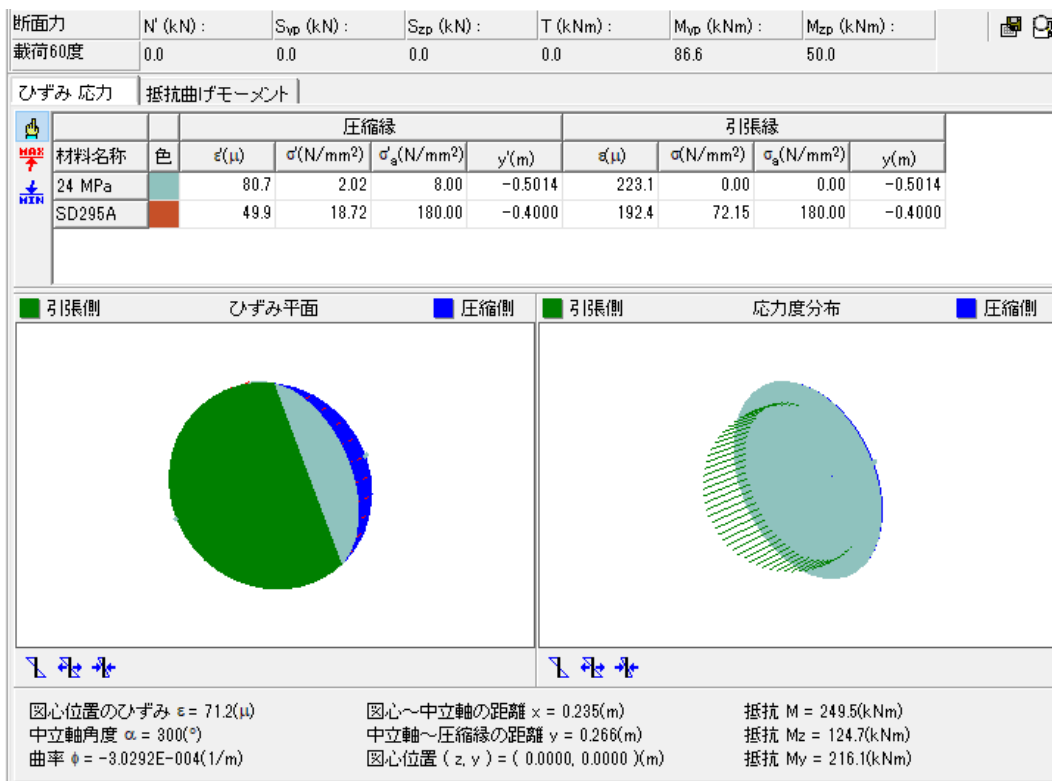 断面力 N' (kN) : Syp (kN) : Szp (kN) : T (kNm) : Myp (kNm) : Mzp (kNm) :
載荷60度 0.0 0.0 0.0 0.0 86.6 50.0
ひずみ 応力 抵抗曲げモーメント
圧縮縁 引張縁
MAX 材料名称 色 ε'(μ) σ'(N/mm²) σ'a(N/mm²) y'(m) ε(μ) σ(N/mm²) σa(N/mm²) y(m)
MIN 24 MPa 80.7 2.02 8.00 -0.5014 223.1 0.00 0.00 -0.5014
SD295A 49.9 18.72 180.00 -0.4000 192.4 72.15 180.00 -0.4000
引張側 ひずみ平面 圧縮側 引張側 応力度分布 圧縮側
図心位置のひずみ ε = 71.2(μ) 図心～中立軸の距離 x = 0.235(m) 抵抗 M = 249.5(kNm)
中立軸角度 α = 300(°) 中立軸～圧縮縁の距離 y = 0.266(m) 抵抗 Mz = 124.7(kNm)
曲率 φ = -3.0292E-004(1/m) 図心位置 ( z, y ) = ( 0.0000, 0.0000 )(m) 抵抗 My = 216.1(kNm)